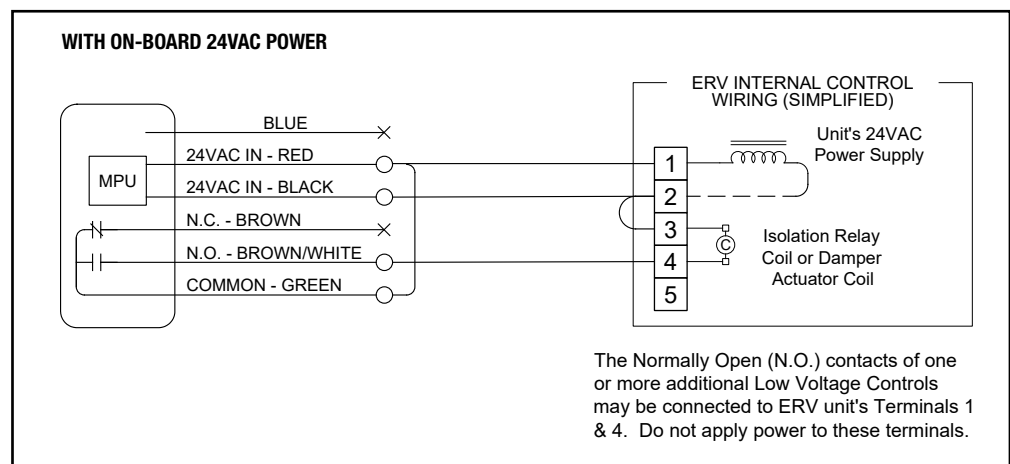 WITH ON-BOARD 24VAC POWER
ERV INTERNAL CONTROL
WIRING (SIMPLIFIED)
BLUE
24VAC IN - RED
MPU
24VAC IN - BLACK
N.C. - BROWN
N.O. - BROWN/WHITE
COMMON - GREEN
1
2
3
4
5
Unit's 24VAC
Power Supply
C
Isolation Relay
Coil or Damper
Actuator Coil
The Normally Open (N.O.) contacts of one
or more additional Low Voltage Controls
may be connected to ERV unit's Terminals 1
& 4. Do not apply power to these terminals.